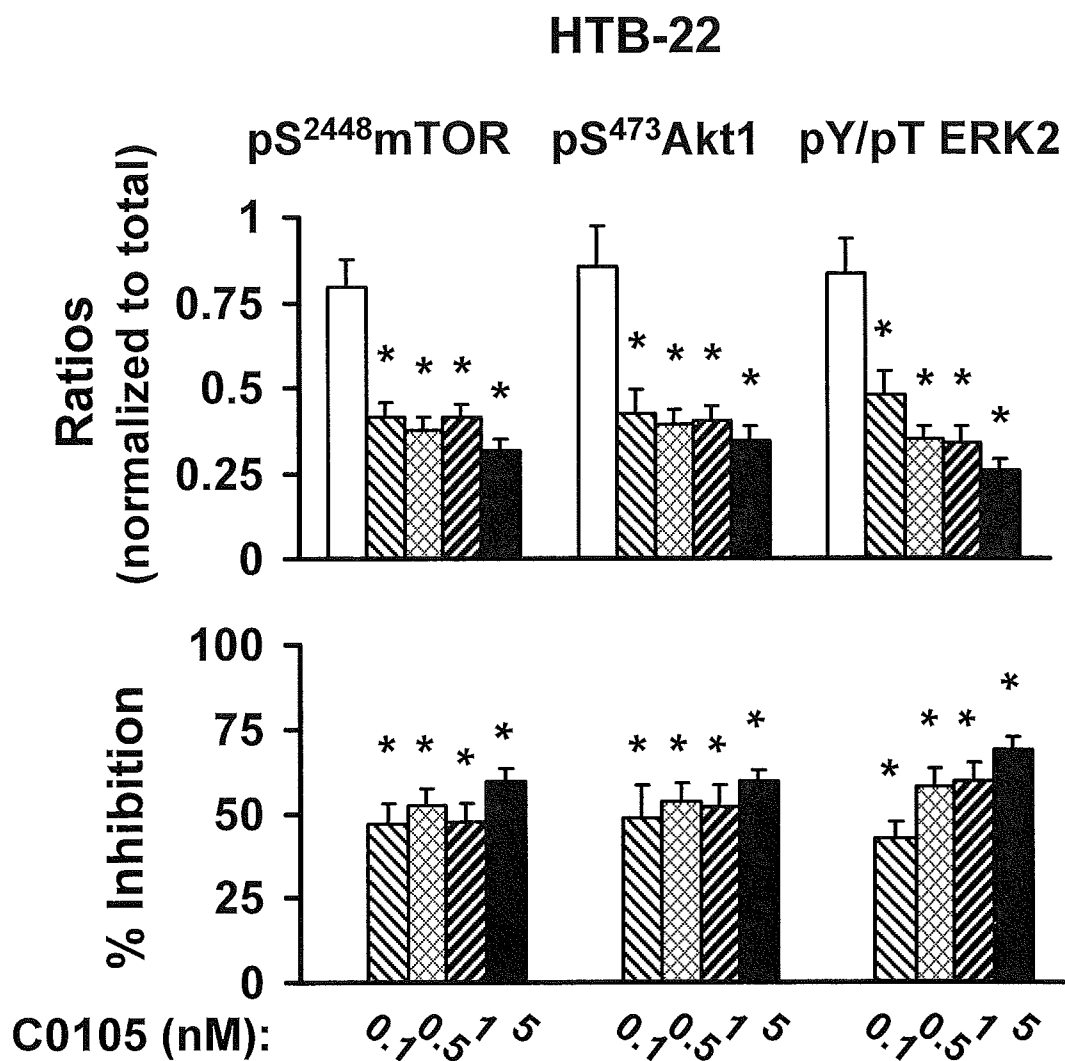 HTB-22
pS²⁴⁴⁸mTOR pS⁴⁷³Akt1 pY/pT ERK2
Ratios
(normalized to total)
1
0.75
0.5
0.25
0
* * * * * * * * * * * *
% Inhibition
100
75
50
25
0
* * * * * * * * * * * *
C0105 (nM): 0.1 0.5 1 5 0.1 0.5 1 5 0.1 0.5 1 5